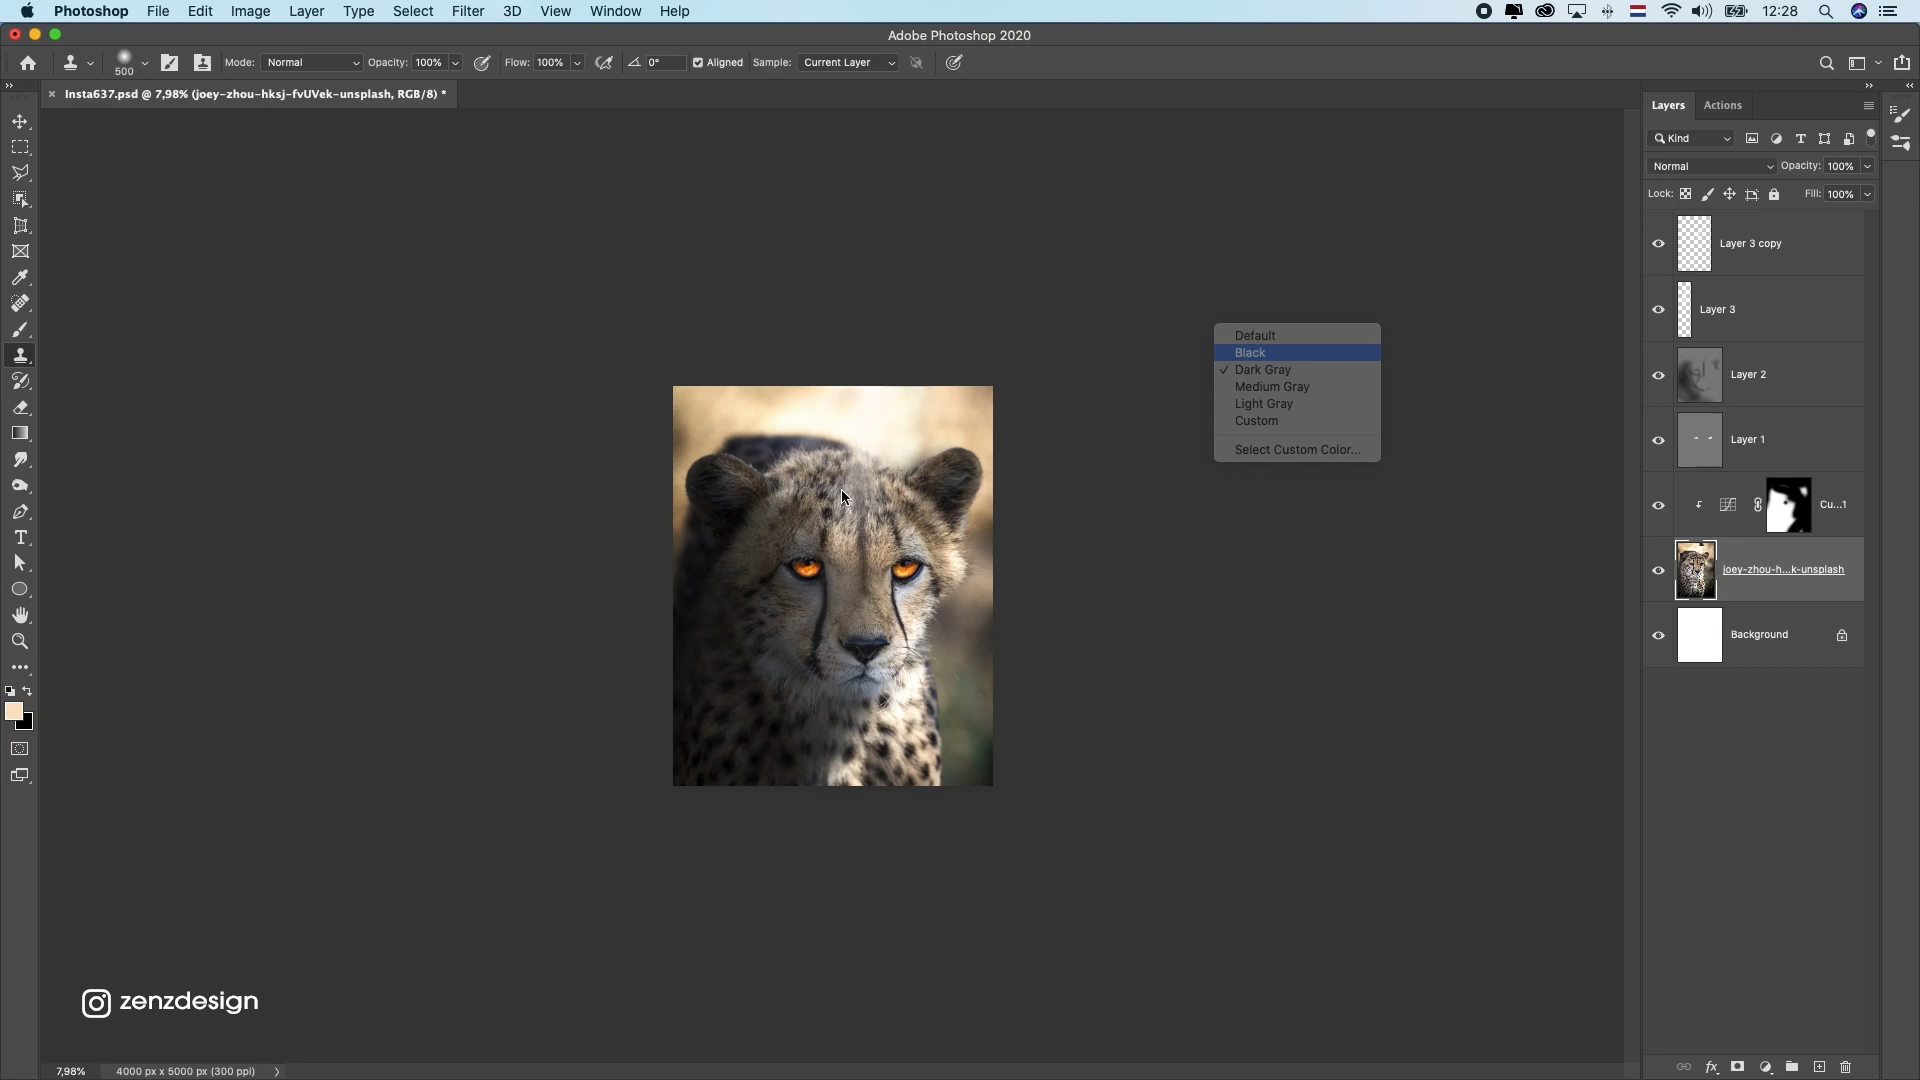 Photoshop File Edit Image Layer Type Select Filter 3D View Window Help 12:28
Adobe Photoshop 2020
500 Mode: Normal Opacity: 100% Flow: 100% 0° Aligned Sample: Current Layer
Insta637.psd @ 7,98% (joey-zhou-hksj-fvUVek-unsplash, RGB/8) *
Layers Actions
Kind
Normal Opacity: 100%
Lock: Fill: 100%
Layer 3 copy
Layer 3
Layer 2
Layer 1
Cu...1
joey-zhou-h...k-unsplash
Background
Default
Black
Dark Gray
Medium Gray
Light Gray
Custom
Select Custom Color...
zenzdesign
7,98% 4000 px x 5000 px (300 ppi)